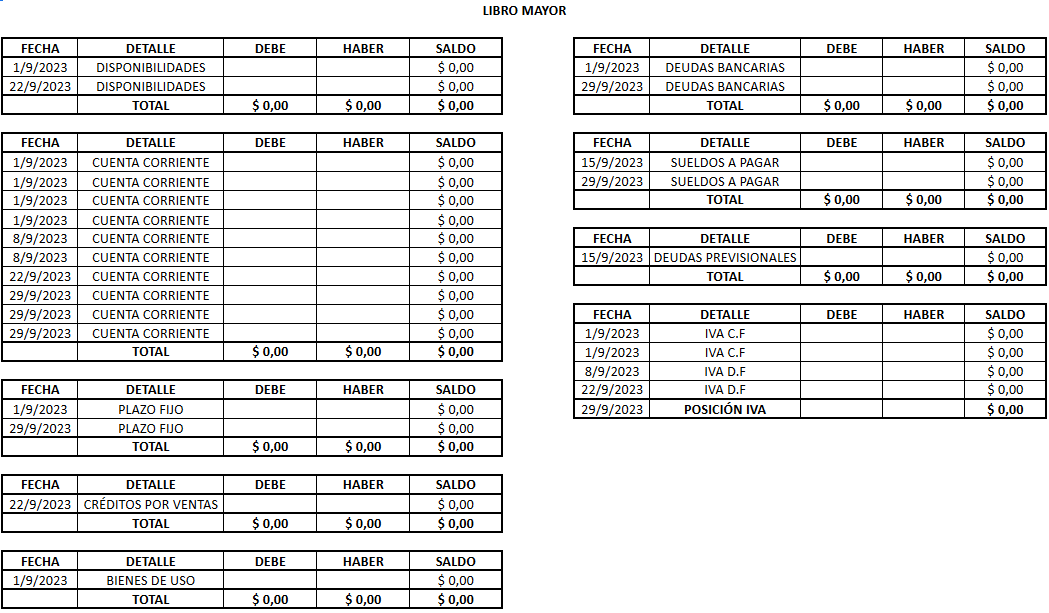 LIBRO MAYOR
FECHA DETALLE DEBE HABER SALDO
1/9/2023 DISPONIBILIDADES $ 0,00
22/9/2023 DISPONIBILIDADES $ 0,00
TOTAL $ 0,00 $ 0,00 $ 0,00
FECHA DETALLE DEBE HABER SALDO
1/9/2023 CUENTA CORRIENTE $ 0,00
1/9/2023 CUENTA CORRIENTE $ 0,00
1/9/2023 CUENTA CORRIENTE $ 0,00
1/9/2023 CUENTA CORRIENTE $ 0,00
8/9/2023 CUENTA CORRIENTE $ 0,00
8/9/2023 CUENTA CORRIENTE $ 0,00
22/9/2023 CUENTA CORRIENTE $ 0,00
29/9/2023 CUENTA CORRIENTE $ 0,00
29/9/2023 CUENTA CORRIENTE $ 0,00
29/9/2023 CUENTA CORRIENTE $ 0,00
TOTAL $ 0,00 $ 0,00 $ 0,00
FECHA DETALLE DEBE HABER SALDO
1/9/2023 PLAZO FIJO $ 0,00
29/9/2023 PLAZO FIJO $ 0,00
TOTAL $ 0,00 $ 0,00 $ 0,00
FECHA DETALLE DEBE HABER SALDO
22/9/2023 CRÉDITOS POR VENTAS $ 0,00
TOTAL $ 0,00 $ 0,00 $ 0,00
FECHA DETALLE DEBE HABER SALDO
1/9/2023 BIENES DE USO $ 0,00
TOTAL $ 0,00 $ 0,00 $ 0,00
FECHA DETALLE DEBE HABER SALDO
1/9/2023 DEUDAS BANCARIAS $ 0,00
29/9/2023 DEUDAS BANCARIAS $ 0,00
TOTAL $ 0,00 $ 0,00 $ 0,00
FECHA DETALLE DEBE HABER SALDO
15/9/2023 SUELDOS A PAGAR $ 0,00
29/9/2023 SUELDOS A PAGAR $ 0,00
TOTAL $ 0,00 $ 0,00 $ 0,00
FECHA DETALLE DEBE HABER SALDO
15/9/2023 DEUDAS PREVISIONALES $ 0,00
TOTAL $ 0,00 $ 0,00 $ 0,00
FECHA DETALLE DEBE HABER SALDO
1/9/2023 IVA C.F $ 0,00
1/9/2023 IVA C.F $ 0,00
8/9/2023 IVA D.F $ 0,00
22/9/2023 IVA D.F $ 0,00
29/9/2023 POSICIÓN IVA $ 0,00